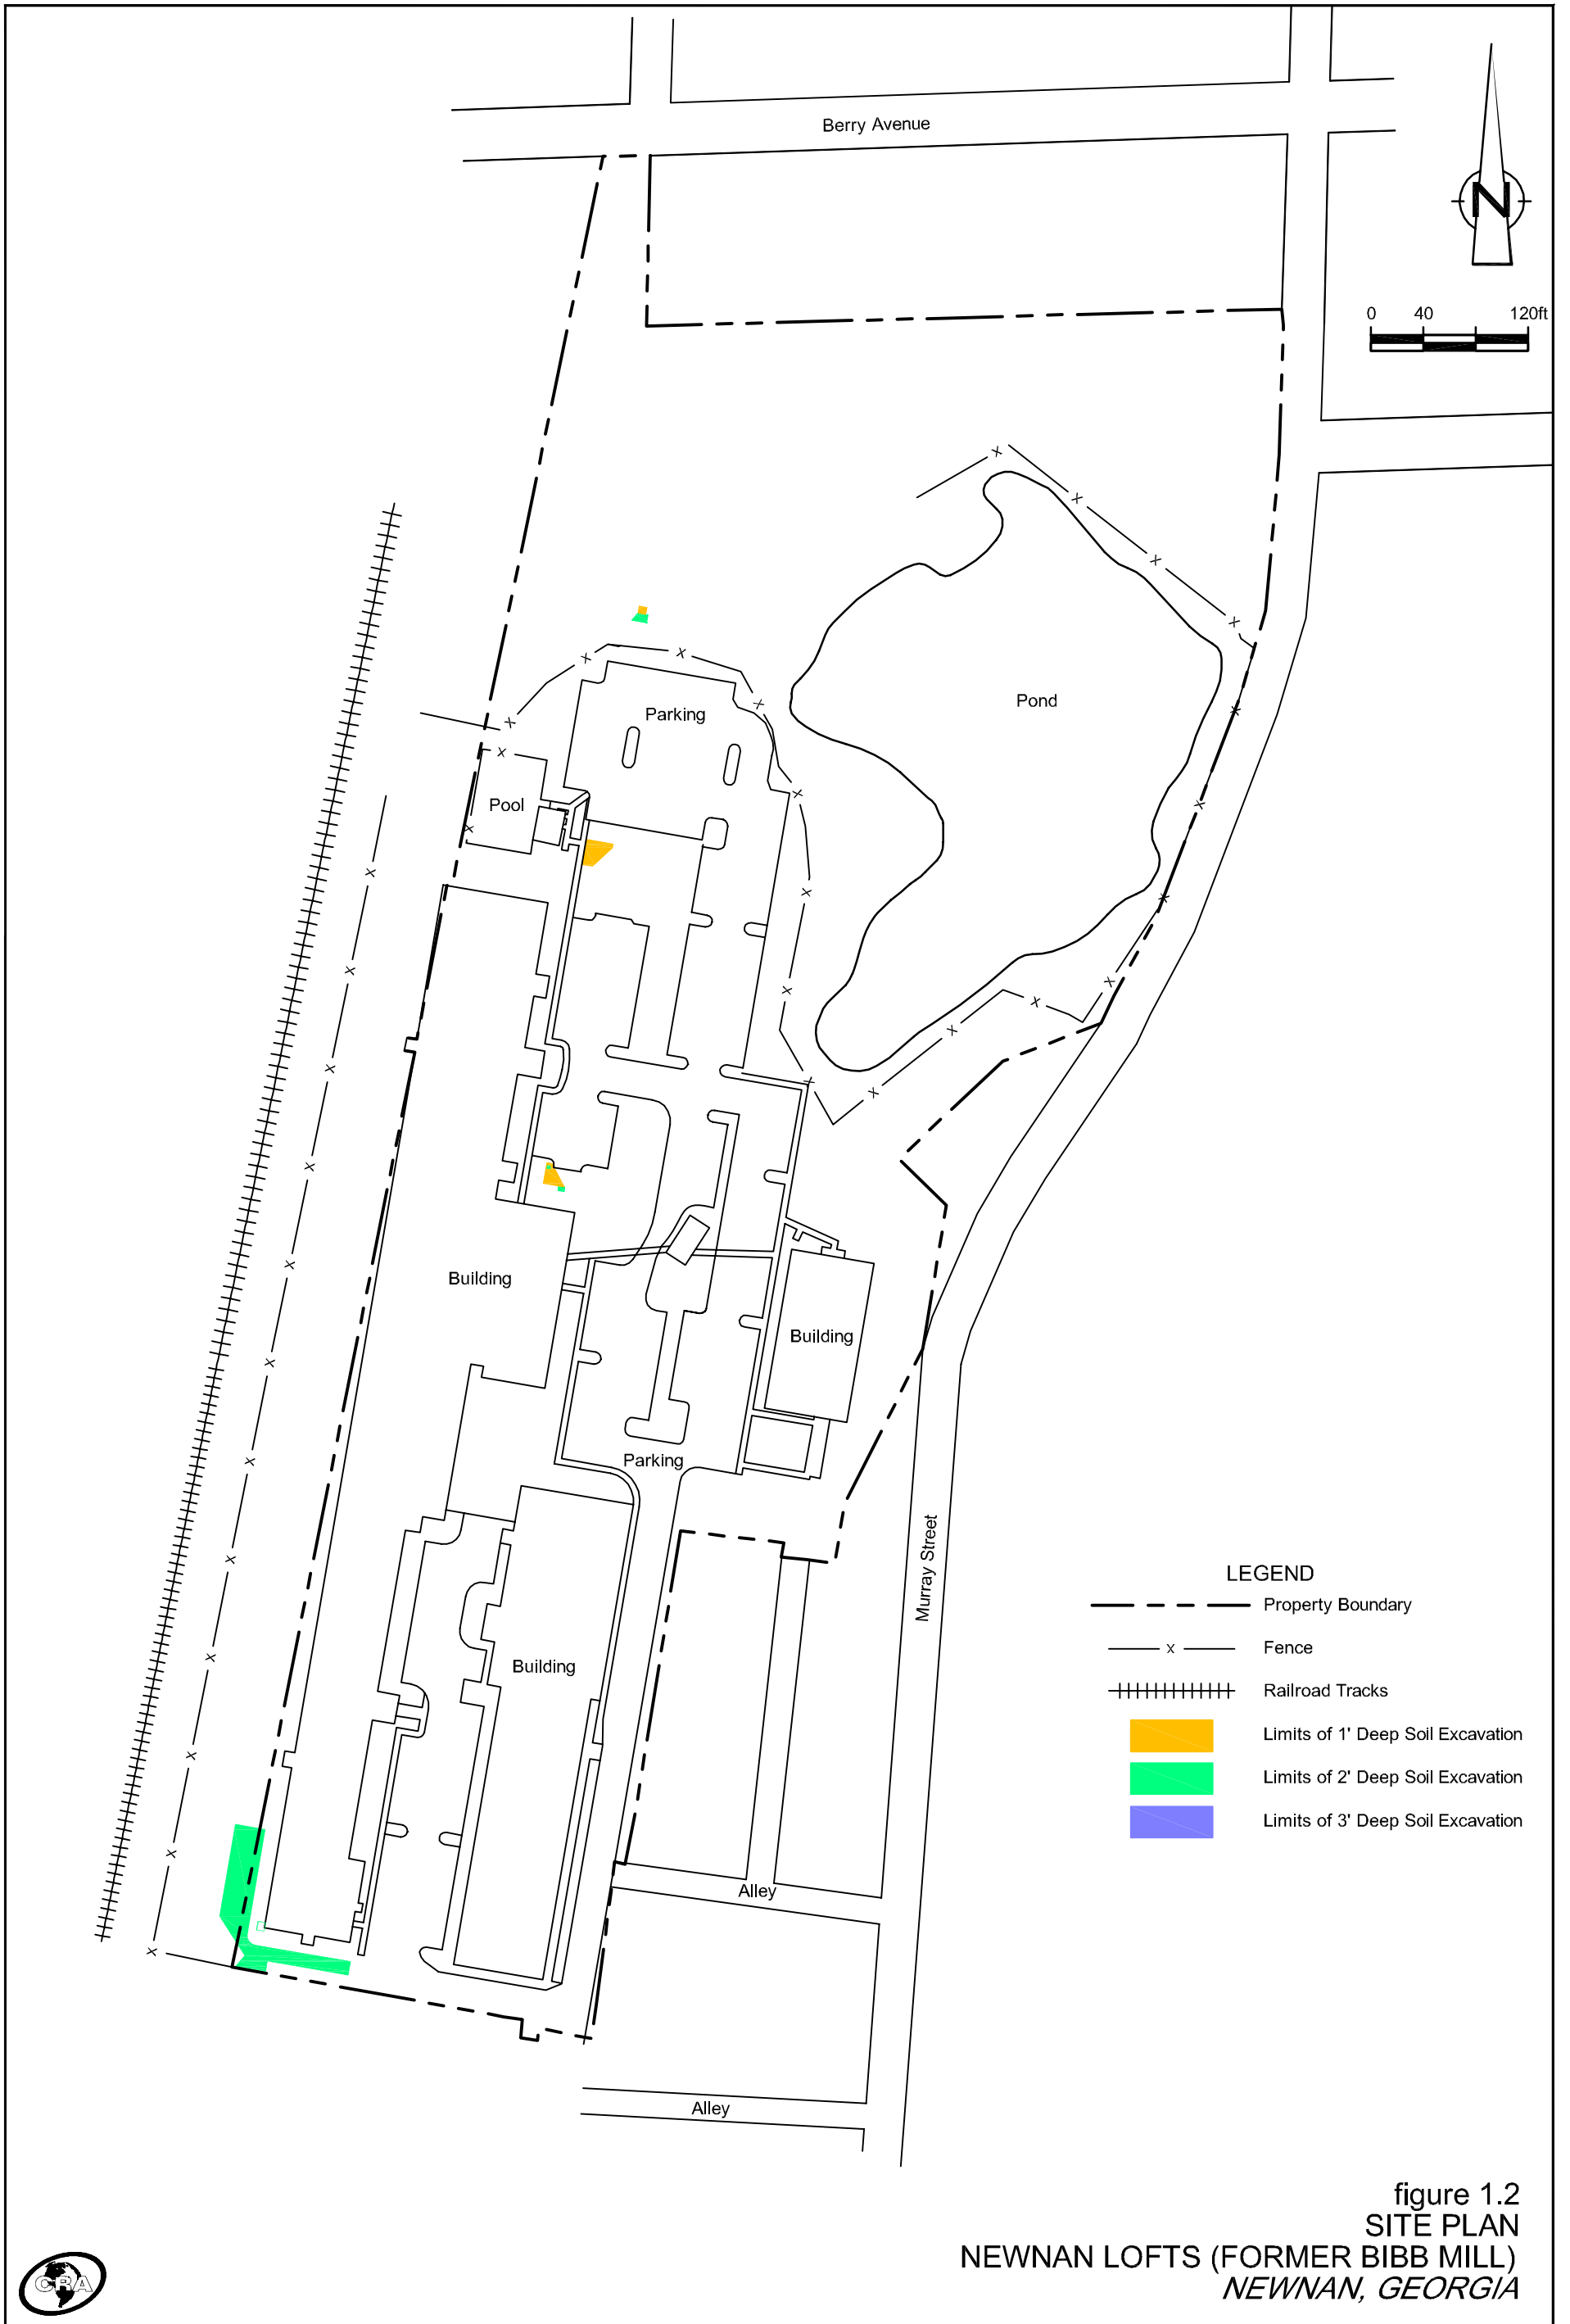 Berry Avenue
N
0 40 120ft
Pond
Parking
Pool
Building
Building
Parking
Murray Street
Building
LEGEND
Property Boundary
x Fence
Railroad Tracks
Limits of 1' Deep Soil Excavation
Limits of 2' Deep Soil Excavation
Limits of 3' Deep Soil Excavation
Alley
Alley
figure 1.2
SITE PLAN
NEWNAN LOFTS (FORMER BIBB MILL)
NEWNAN, GEORGIA
CRA